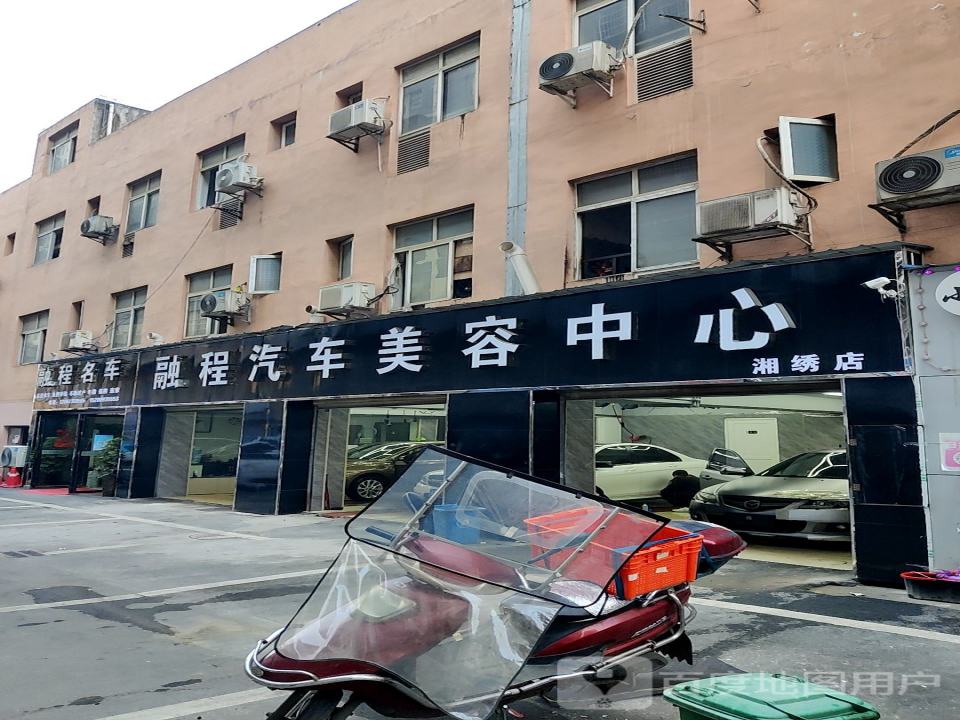 融程名车
融程汽车美容中心
湘绣店
小
百度地图用户